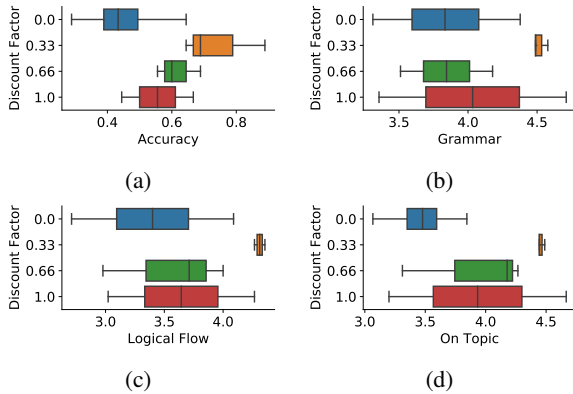 Discount Factor
0.0
0.33
0.66
1.0
0.4
0.6
0.8
Accuracy
(a)
Discount Factor
0.0
0.33
0.66
1.0
3.5
4.0
4.5
Grammar
(b)
Discount Factor
0.0
0.33
0.66
1.0
3.0
3.5
4.0
Logical Flow
(c)
Discount Factor
0.0
0.33
0.66
1.0
3.0
3.5
4.0
4.5
On Topic
(d)